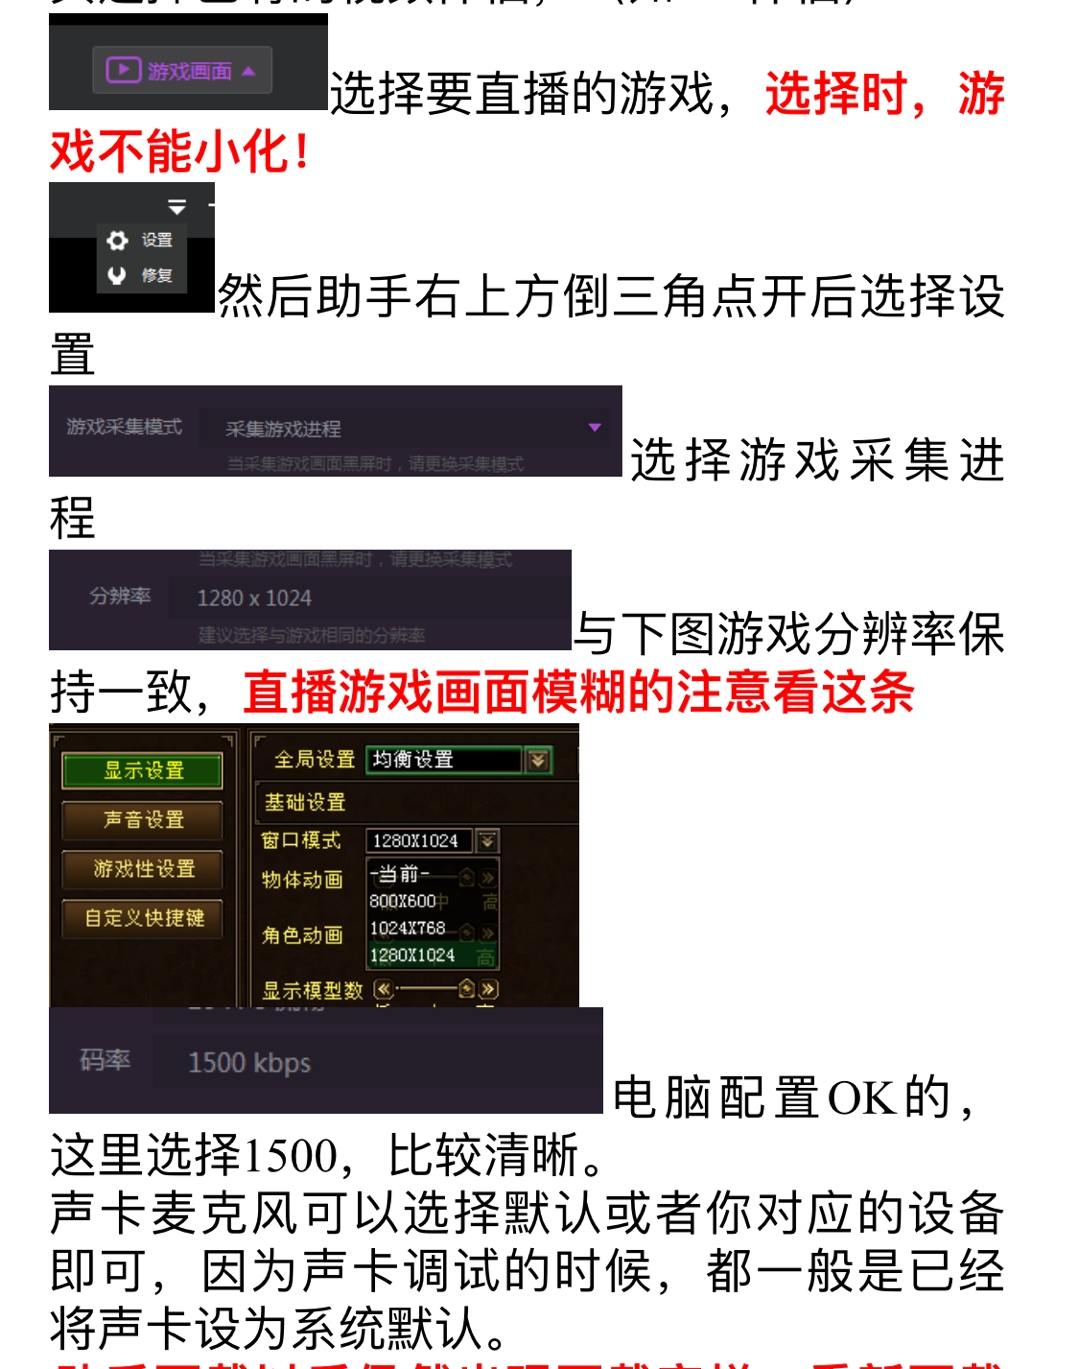 游戏画面
选择要直播的游戏，选择时，游
戏不能小化！
设置
修复
然后助手右上方倒三角点开后选择设
置
游戏采集模式 采集游戏进程
当采集游戏画面黑屏时，请更换采集模式
选择游戏采集进
程
当采集游戏画面黑屏时，请更换采集模式
分辨率 1280 x 1024
建议选择与游戏相同的分辨率
与下图游戏分辨率保
持一致，直播游戏画面模糊的注意看这条
显示设置
声音设置
游戏性设置
自定义快捷键
全局设置 均衡设置
基础设置
窗口模式 1280X1024
物体动画 -当前-
800X600 中 高
角色动画 1024X768
1280X1024 高
显示模型数
码率 1500 kbps
电脑配置OK的，
这里选择1500，比较清晰。
声卡麦克风可以选择默认或者你对应的设备
即可，因为声卡调试的时候，都一般是已经
将声卡设为系统默认。